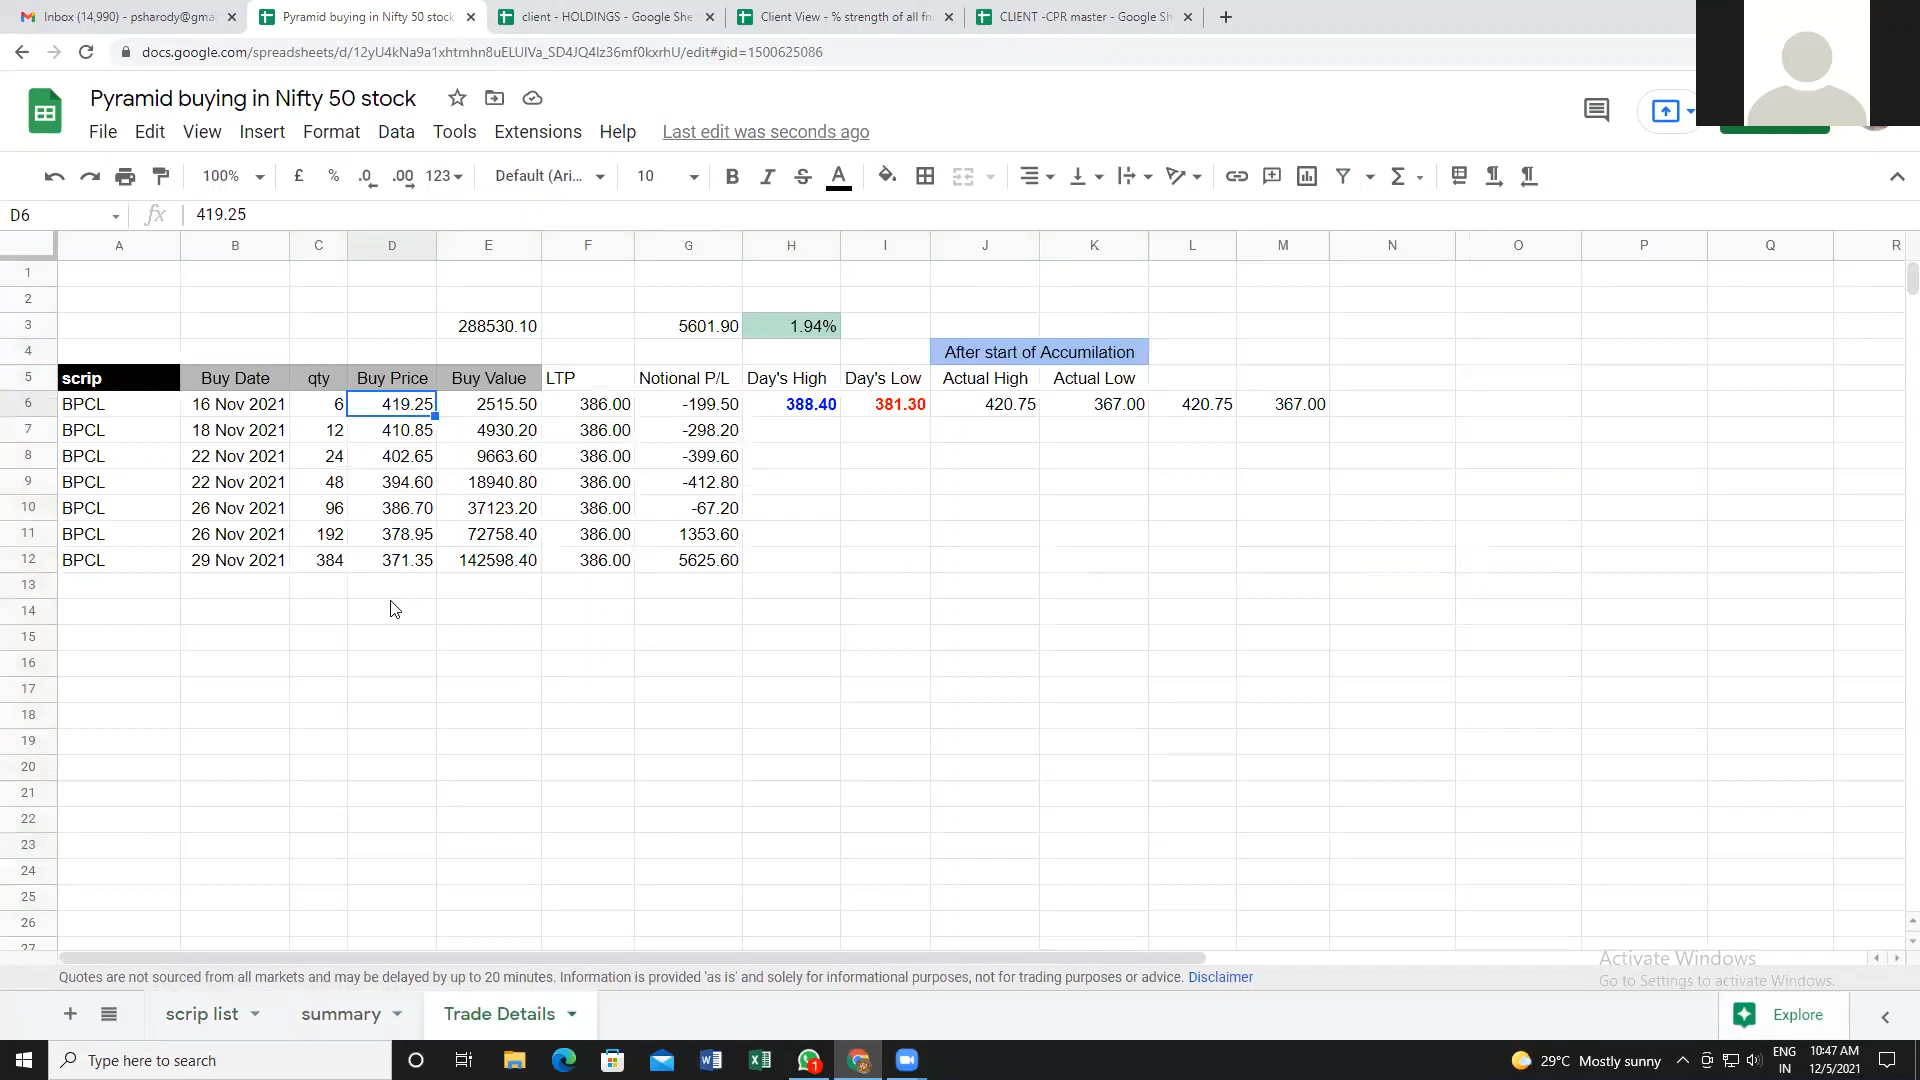 Inbox (14,990) - psharody@gma
Pyramid buying in Nifty 50 stock
client - HOLDINGS - Google She
Client View - % strength of all fn
CLIENT -CPR master - Google Sh
docs.google.com/spreadsheets/d/12yU4kNa9a1xhtmhn8uELUIVa_SD4JQ4lz36mf0kxrhU/edit#gid=1500625086
Pyramid buying in Nifty 50 stock
File Edit View Insert Format Data Tools Extensions Help Last edit was seconds ago
100% £ % .0 .00 123 Default (Ari... 10 B I S A
D6 fx 419.25
A B C D E F G H I J K L M N O P Q R
1
2
3 288530.10 5601.90 1.94%
4 After start of Accumilation
5 scrip Buy Date qty Buy Price Buy Value LTP Notional P/L Day's High Day's Low Actual High Actual Low
6 BPCL 16 Nov 2021 6 419.25 2515.50 386.00 -199.50 388.40 381.30 420.75 367.00 420.75 367.00
7 BPCL 18 Nov 2021 12 410.85 4930.20 386.00 -298.20
8 BPCL 22 Nov 2021 24 402.65 9663.60 386.00 -399.60
9 BPCL 22 Nov 2021 48 394.60 18940.80 386.00 -412.80
10 BPCL 26 Nov 2021 96 386.70 37123.20 386.00 -67.20
11 BPCL 26 Nov 2021 192 378.95 72758.40 386.00 1353.60
12 BPCL 29 Nov 2021 384 371.35 142598.40 386.00 5625.60
13
14
15
16
17
18
19
20
21
22
23
24
25
26
27
Activate Windows
Go to Settings to activate Windows.
Quotes are not sourced from all markets and may be delayed by up to 20 minutes. Information is provided 'as is' and solely for informational purposes, not for trading purposes or advice. Disclaimer
scrip list summary Trade Details Explore
Type here to search
29°C Mostly sunny
ENG
IN
10:47 AM
12/5/2021